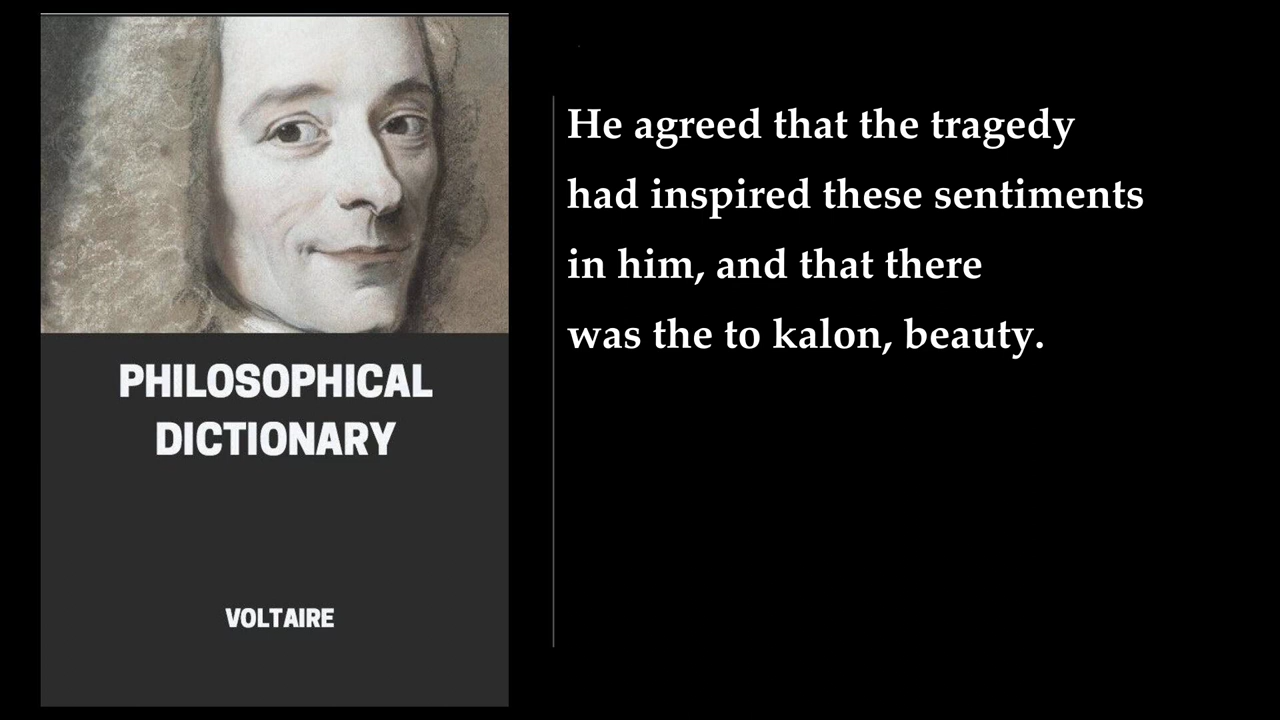 PHILOSOPHICAL
DICTIONARY
VOLTAIRE
He agreed that the tragedy
had inspired these sentiments
in him, and that there
was the to kalon, beauty.